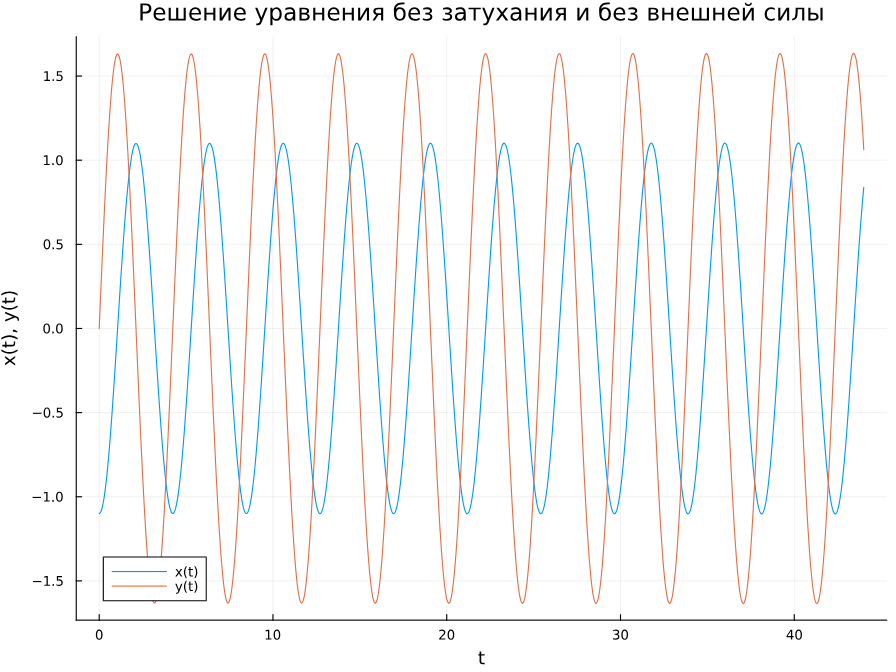 Решение уравнения без затухания и без внешней силы
x(t), y(t)
1.5
1.0
0.5
0.0
−0.5
−1.0
−1.5
x(t)
y(t)
0 10 20 30 40
t